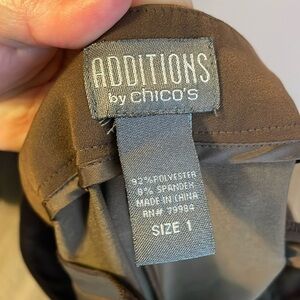 ADDITIONS
by chico's
92% POLYESTER
8% SPANDEX
MADE IN CHINA
RN# 79984
SIZE 1